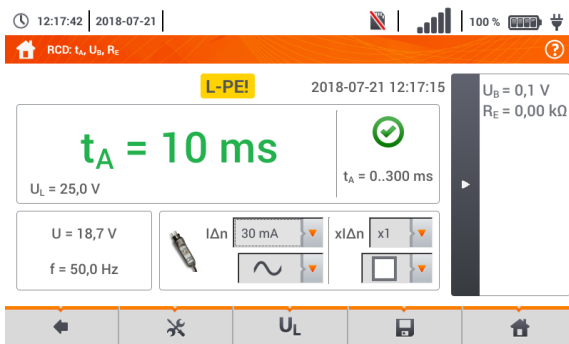 12:17:42 2018-07-21 100 %
RCD: tA, UB, RE
L-PE! 2018-07-21 12:17:15
UB = 0,1 V
RE = 0,00 kΩ
tA = 10 ms
tA = 0..300 ms
UL = 25,0 V
U = 18,7 V
f = 50,0 Hz
IΔn 30 mA xIΔn x1
UL